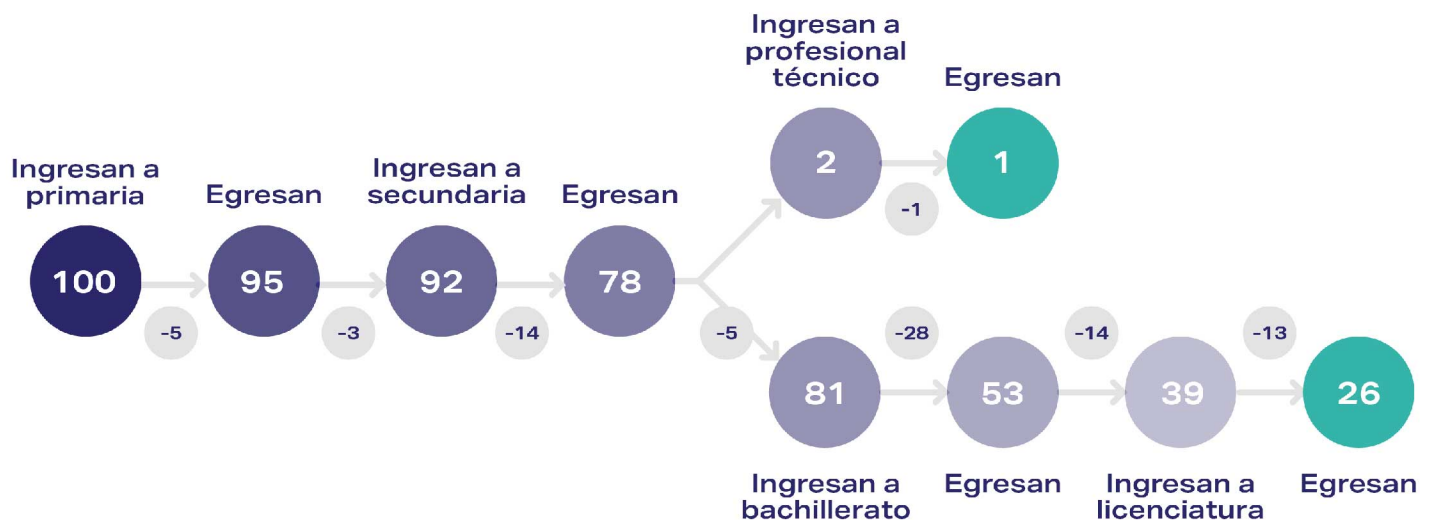 Ingresan a
profesional
técnico
Egresan
2
1
-1
Ingresan a
primaria
Egresan
Ingresan a
secundaria
Egresan
100
95
92
78
-5
-3
-14
-5
-28
-14
-13
81
53
39
26
Ingresan a
bachillerato
Egresan
Ingresan a
licenciatura
Egresan